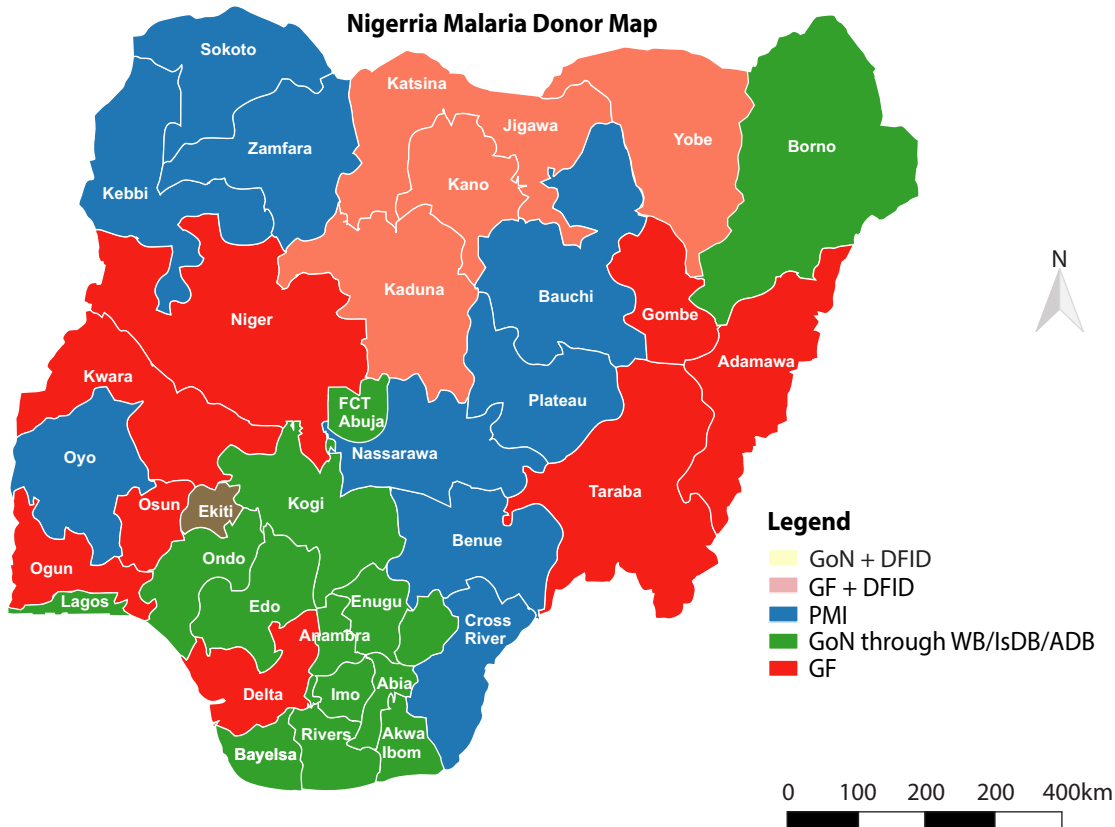 Nigerria Malaria Donor Map
Sokoto
Katsina
Jigawa
Yobe
Borno
Zamfara
Kano
Kebbi
N
Kaduna
Bauchi
Niger
Gombe
Adamawa
Kwara
FCT
Abuja
Plateau
Oyo
Nassarawa
Taraba
Osun
Ekiti
Kogi
Benue
Ondo
Ogun
Lagos
Edo
Enugu
Anambra
Cross
River
Delta
Imo
Abia
Rivers
Akwa
Ibom
Bayelsa
Legend
GoN + DFID
GF + DFID
PMI
GoN through WB/IsDB/ADB
GF
0 100 200 200 400km